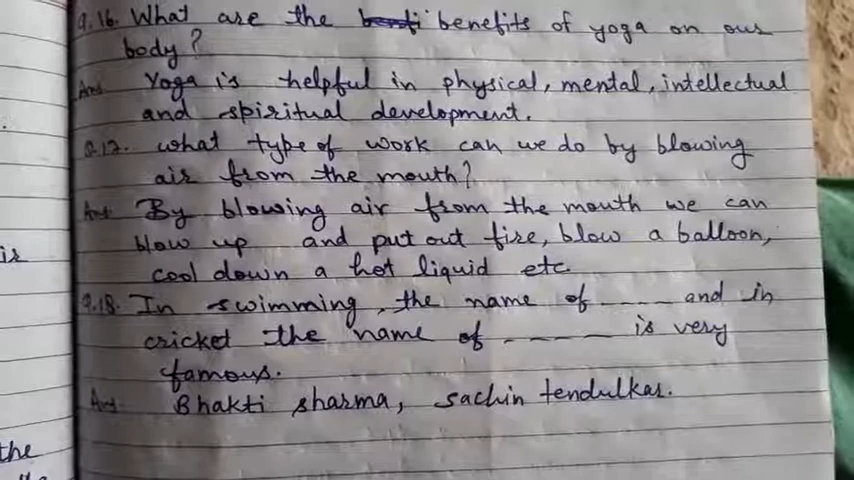 Q.16. What are the benefits of yoga on our
body?
Ans Yoga is helpful in physical, mental, intellectual
and spiritual development.
Q.17. what type of work can we do by blowing
air from the mouth?
Ans By blowing air from the mouth we can
blow up and put out fire, blow a balloon,
cool down a hot liquid etc.
Q.18. In swimming, the name of ---- and in
cricket the name of ------ is very
famous.
Ans. Bhakti sharma, sachin tendulkar.
is
the